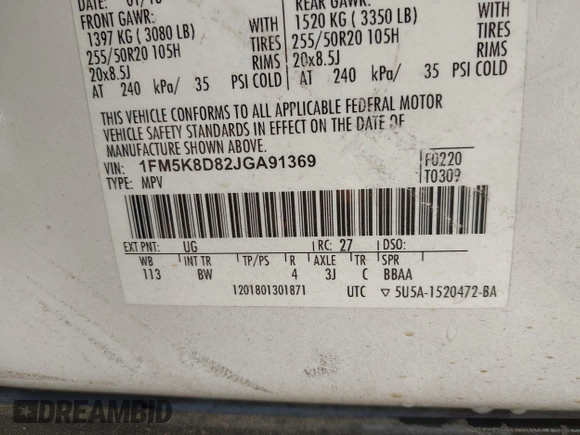 DATE: 01/18
FRONT GAWR: REAR GAWR:
1397 KG ( 3080 LB) WITH 1520 KG ( 3350 LB) WITH
255/50R20 105H TIRES 255/50R20 105H TIRES
20x8.5J RIMS 20x8.5J RIMS
AT 240 kPa/ 35 PSI COLD AT 240 kPa/ 35 PSI COLD
THIS VEHICLE CONFORMS TO ALL APPLICABLE FEDERAL MOTOR
VEHICLE SAFETY STANDARDS IN EFFECT ON THE DATE OF
MANUFACTURE SHOWN ABOVE.
VIN: 1FM5K8D82JGA91369 F0220
TYPE: MPV T0309
EXT PNT: UG RC: 27 DSO:
WB INT TR TP/PS R AXLE TR SPR
113 BW 4 3J C BBAA
1201801301871 UTC ▽ 5U5A-1520472-BA
DREAMBID